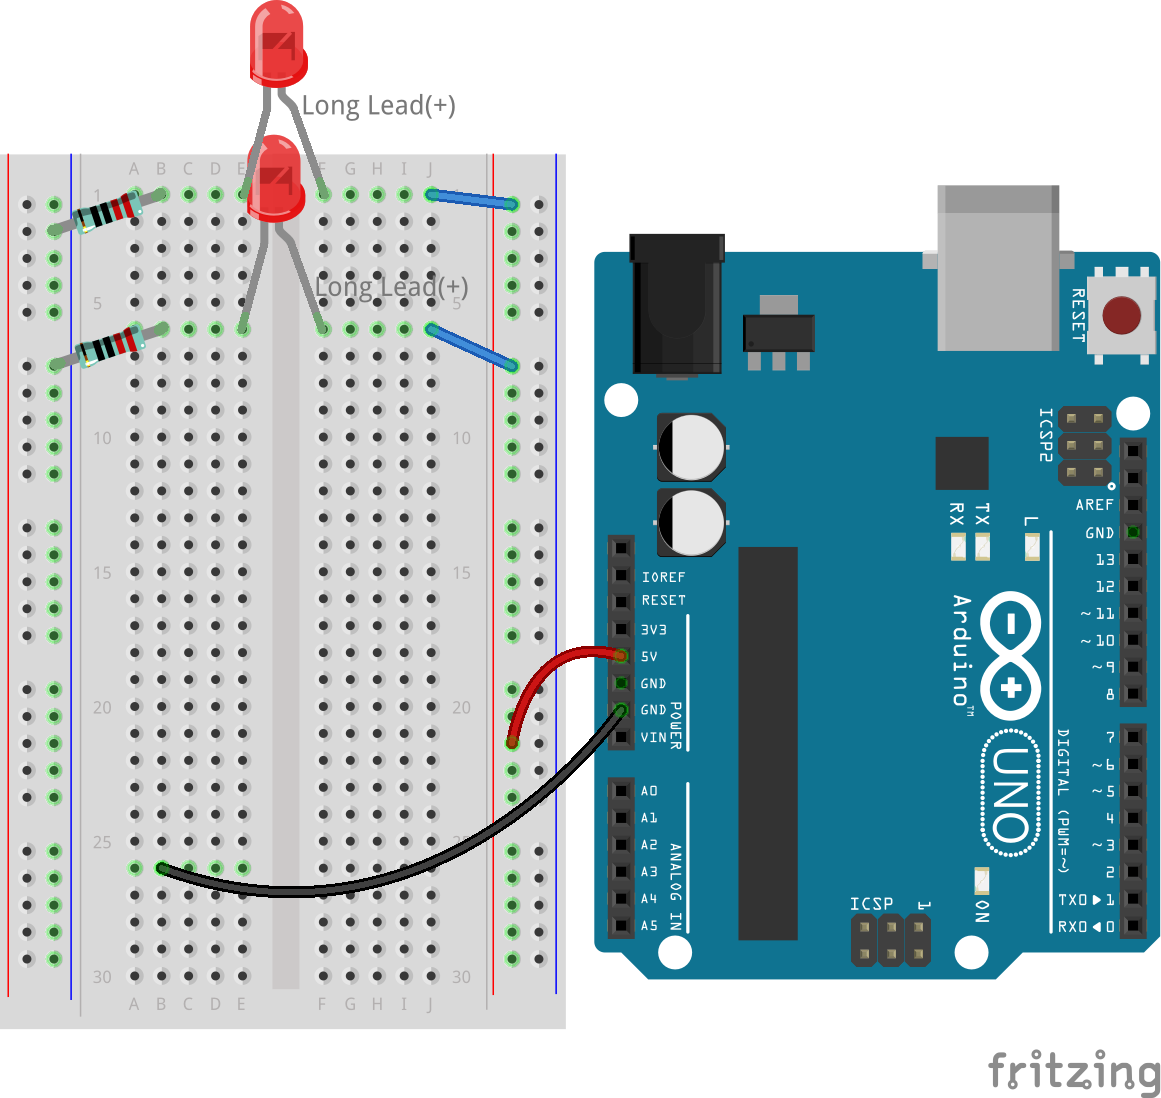 Long Lead(+)
A B C D E F G H I J
1
Long Lead(+)
5 5
10 10
15 15
20 20
25
30 30
A B C D E F G H I J
RESET
ICSP2
AREF
GND
13
12
~11
~10
~9
8
7
~6
~5
4
~3
2
TX0▶1
RX0◀0
RX
TX
L
IOREF
RESET
3V3
5V
GND
GND
VIN
POWER
A0
A1
A2
A3
A4
A5
ANALOG IN
Arduino™
UNO
DIGITAL (PWM=~)
ICSP
1
ON
fritzing